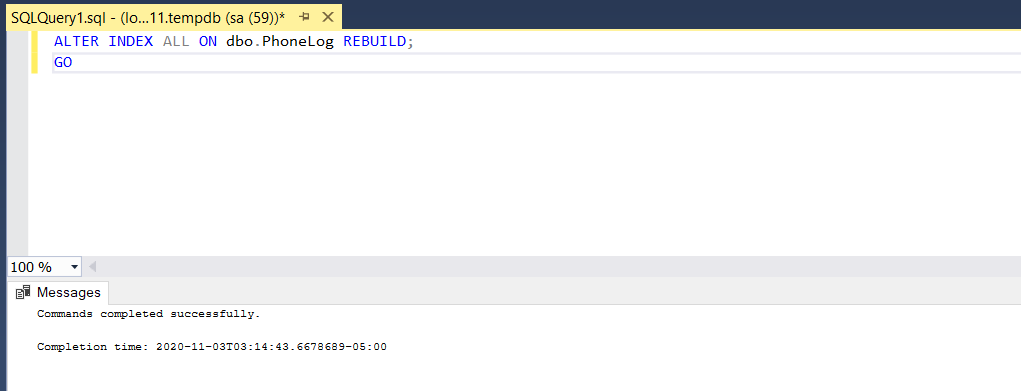 SQLQuery1.sql - (lo...11.tempdb (sa (59))*
ALTER INDEX ALL ON dbo.PhoneLog REBUILD;
GO
100 %
Messages
Commands completed successfully.
Completion time: 2020-11-03T03:14:43.6678689-05:00